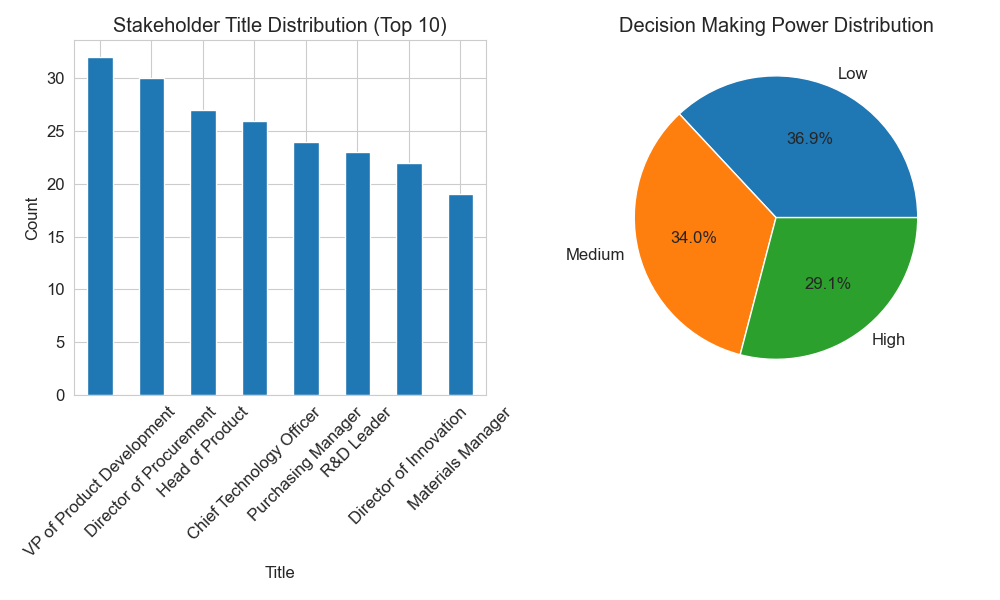 Stakeholder Title Distribution (Top 10)
Count
30
25
20
15
10
5
0
VP of Product Development
Director of Procurement
Head of Product
Chief Technology Officer
Purchasing Manager
R&D Leader
Director of Innovation
Materials Manager
Title
Decision Making Power Distribution
Low
36.9%
Medium
34.0%
29.1%
High